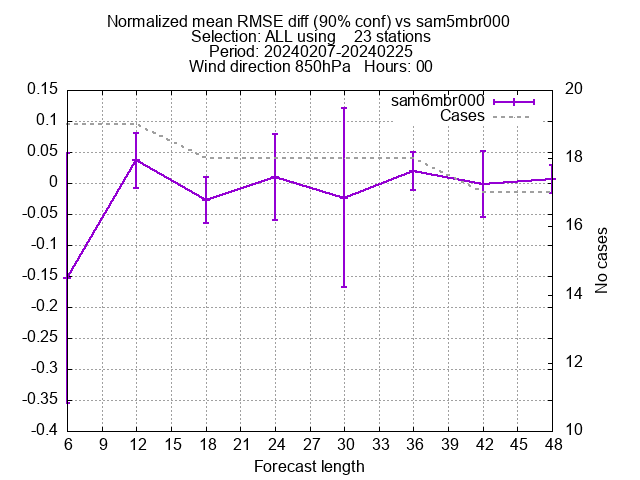 Normalized mean RMSE diff (90% conf) vs sam5mbr000
Selection: ALL using    23 stations
Period: 20240207-20240225
Wind direction 850hPa   Hours: 00
sam6mbr000
Cases
0.15
0.1
0.05
0
-0.05
-0.1
-0.15
-0.2
-0.25
-0.3
-0.35
-0.4
20
18
16
14
12
10
No cases
6 9 12 15 18 21 24 27 30 33 36 39 42 45 48
Forecast length